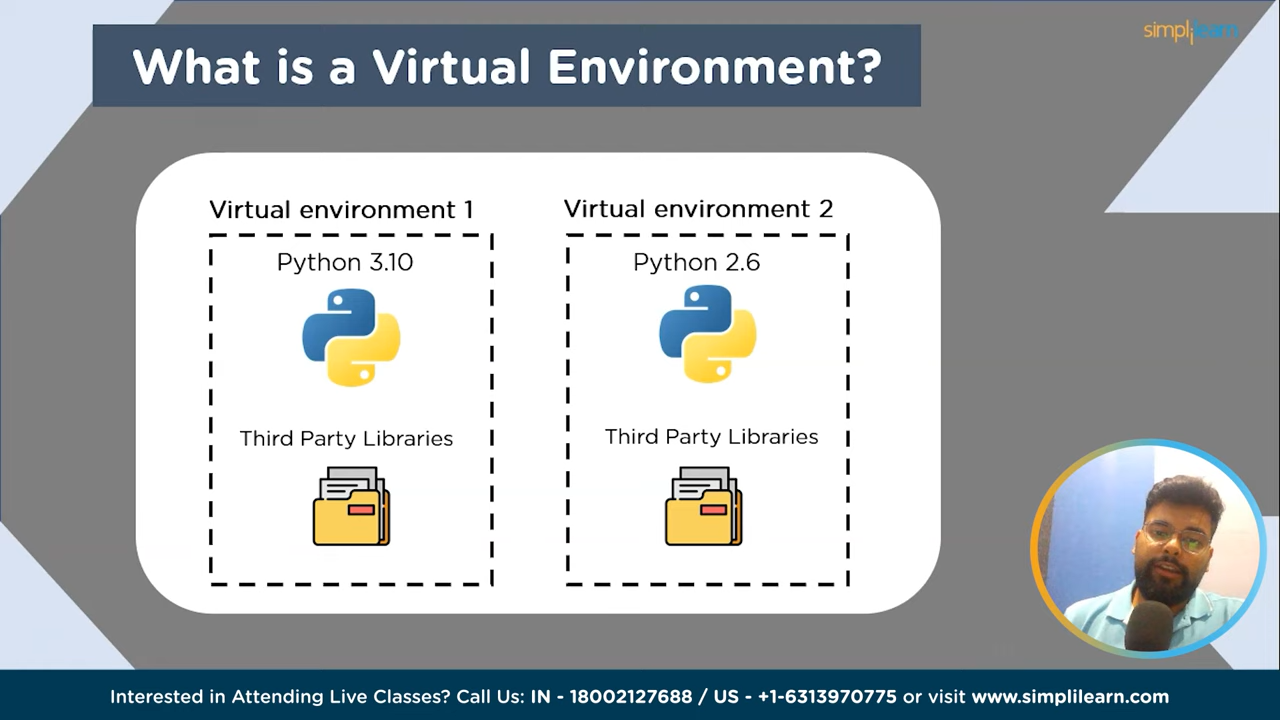 What is a Virtual Environment?
simplilearn
Virtual environment 1
Python 3.10
Third Party Libraries
Virtual environment 2
Python 2.6
Third Party Libraries
Interested in Attending Live Classes? Call Us: IN - 18002127688 / US - +1-6313970775 or visit www.simplilearn.com